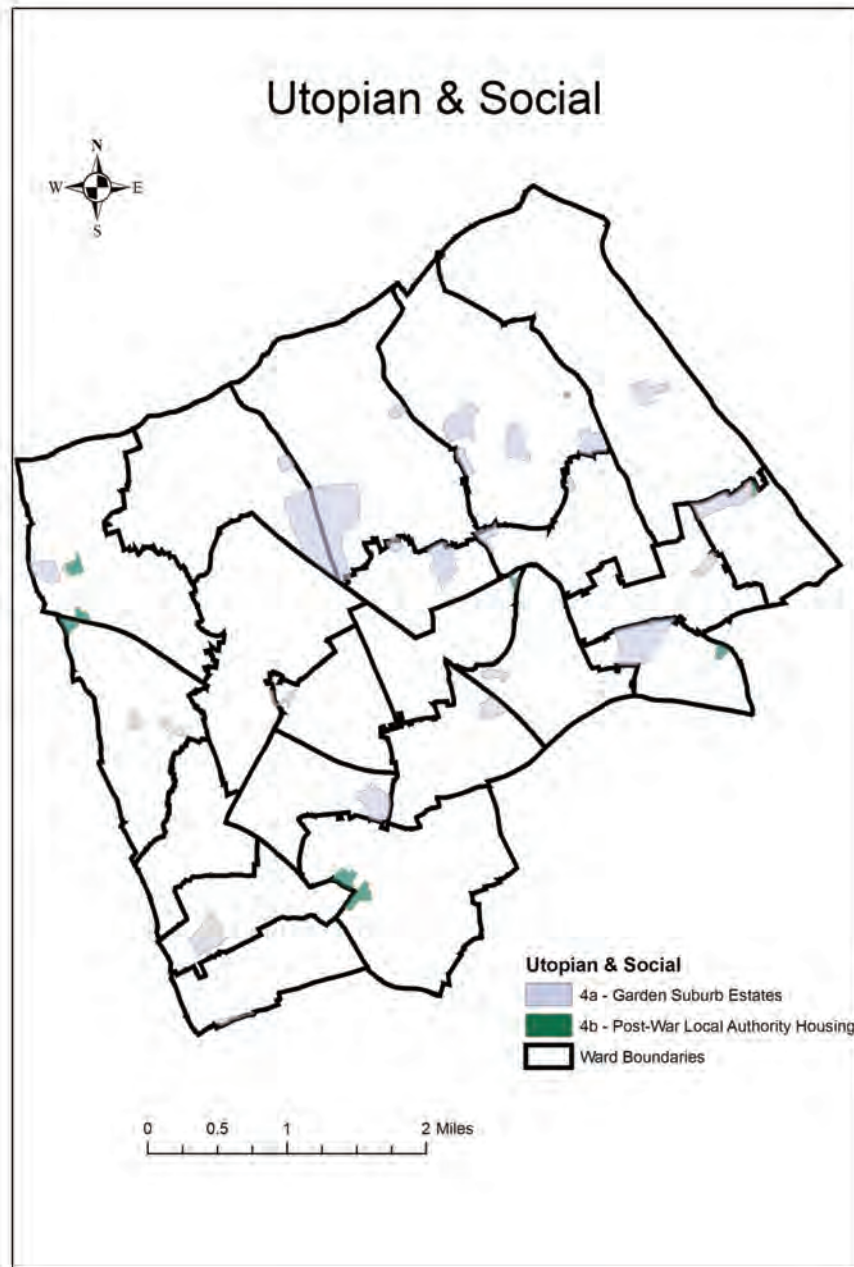 Utopian & Social
N
W E
S
Utopian & Social
4a - Garden Suburb Estates
4b - Post-War Local Authority Housing
Ward Boundaries
0 0.5 1 2 Miles